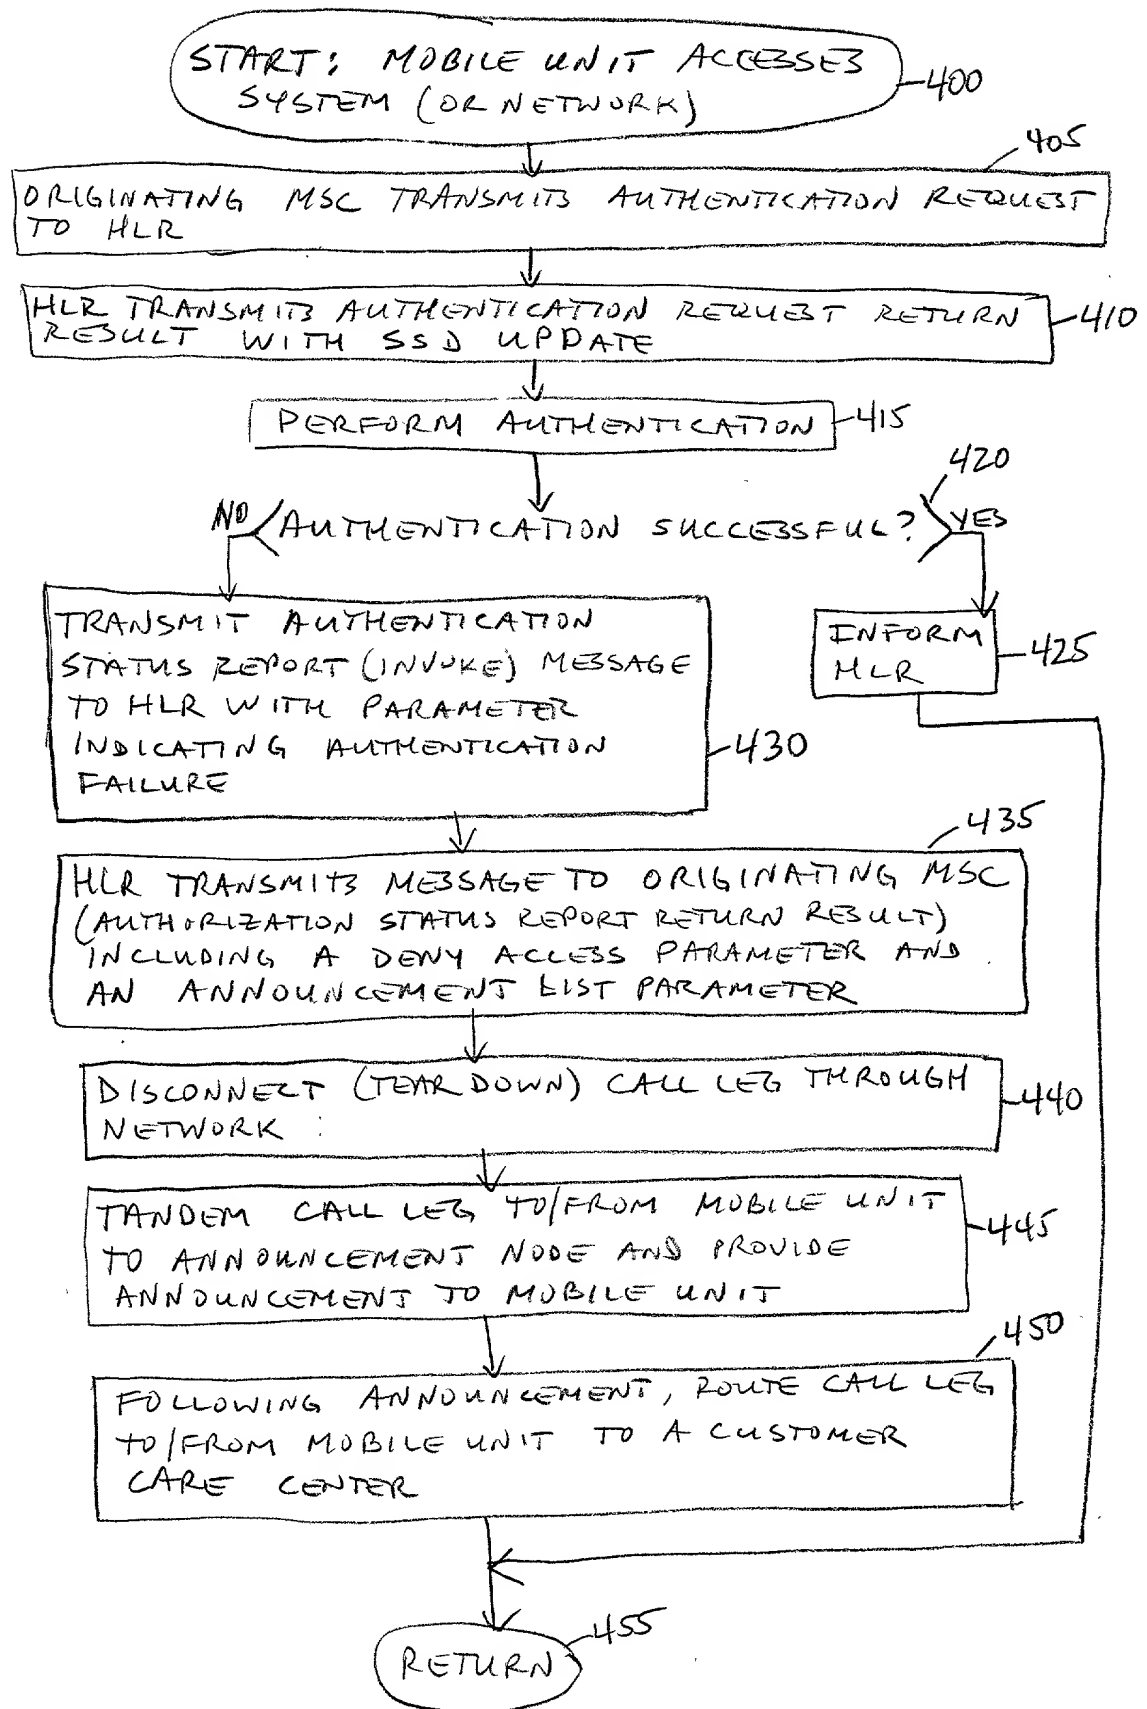 START: MOBILE UNIT ACCESSES
SYSTEM (OR NETWORK)
400
405
ORIGINATING MSC TRANSMITS AUTHENTICATION REQUEST
TO HLR
HLR TRANSMITS AUTHENTICATION REQUEST RETURN
RESULT WITH SSD UPDATE
410
PERFORM AUTHENTICATION
415
420
NO
AUTHENTICATION SUCCESSFUL?
YES
TRANSMIT AUTHENTICATION
STATUS REPORT (INVOKE) MESSAGE
TO HLR WITH PARAMETER
INDICATING AUTHENTICATION
FAILURE
430
INFORM
HLR
425
435
HLR TRANSMITS MESSAGE TO ORIGINATING MSC
(AUTHORIZATION STATUS REPORT RETURN RESULT)
INCLUDING A DENY ACCESS PARAMETER AND
AN ANNOUNCEMENT LIST PARAMETER
DISCONNECT (TEAR DOWN) CALL LEG THROUGH
NETWORK
440
TANDEM CALL LEG TO/FROM MOBILE UNIT
TO ANNOUNCEMENT NODE AND PROVIDE
ANNOUNCEMENT TO MOBILE UNIT
445
450
FOLLOWING ANNOUNCEMENT, ROUTE CALL LEG
TO/FROM MOBILE UNIT TO A CUSTOMER
CARE CENTER
455
RETURN